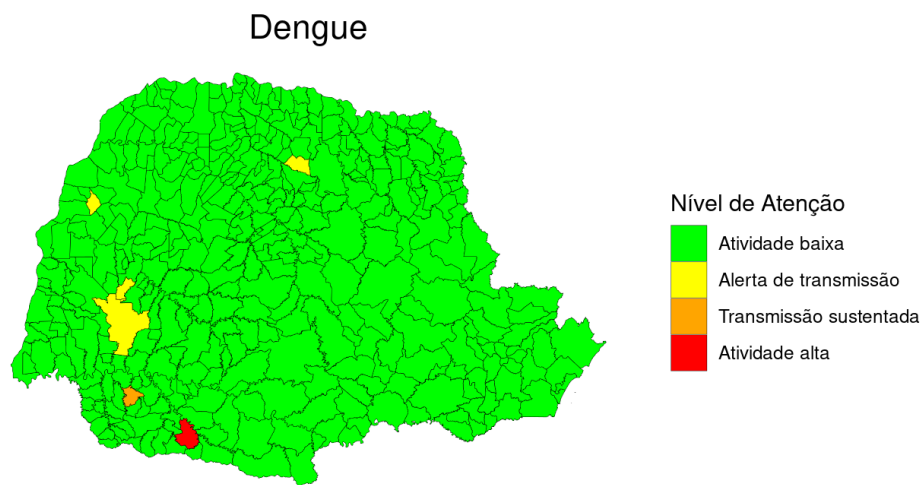 Dengue
Nível de Atenção
Atividade baixa
Alerta de transmissão
Transmissão sustentada
Atividade alta